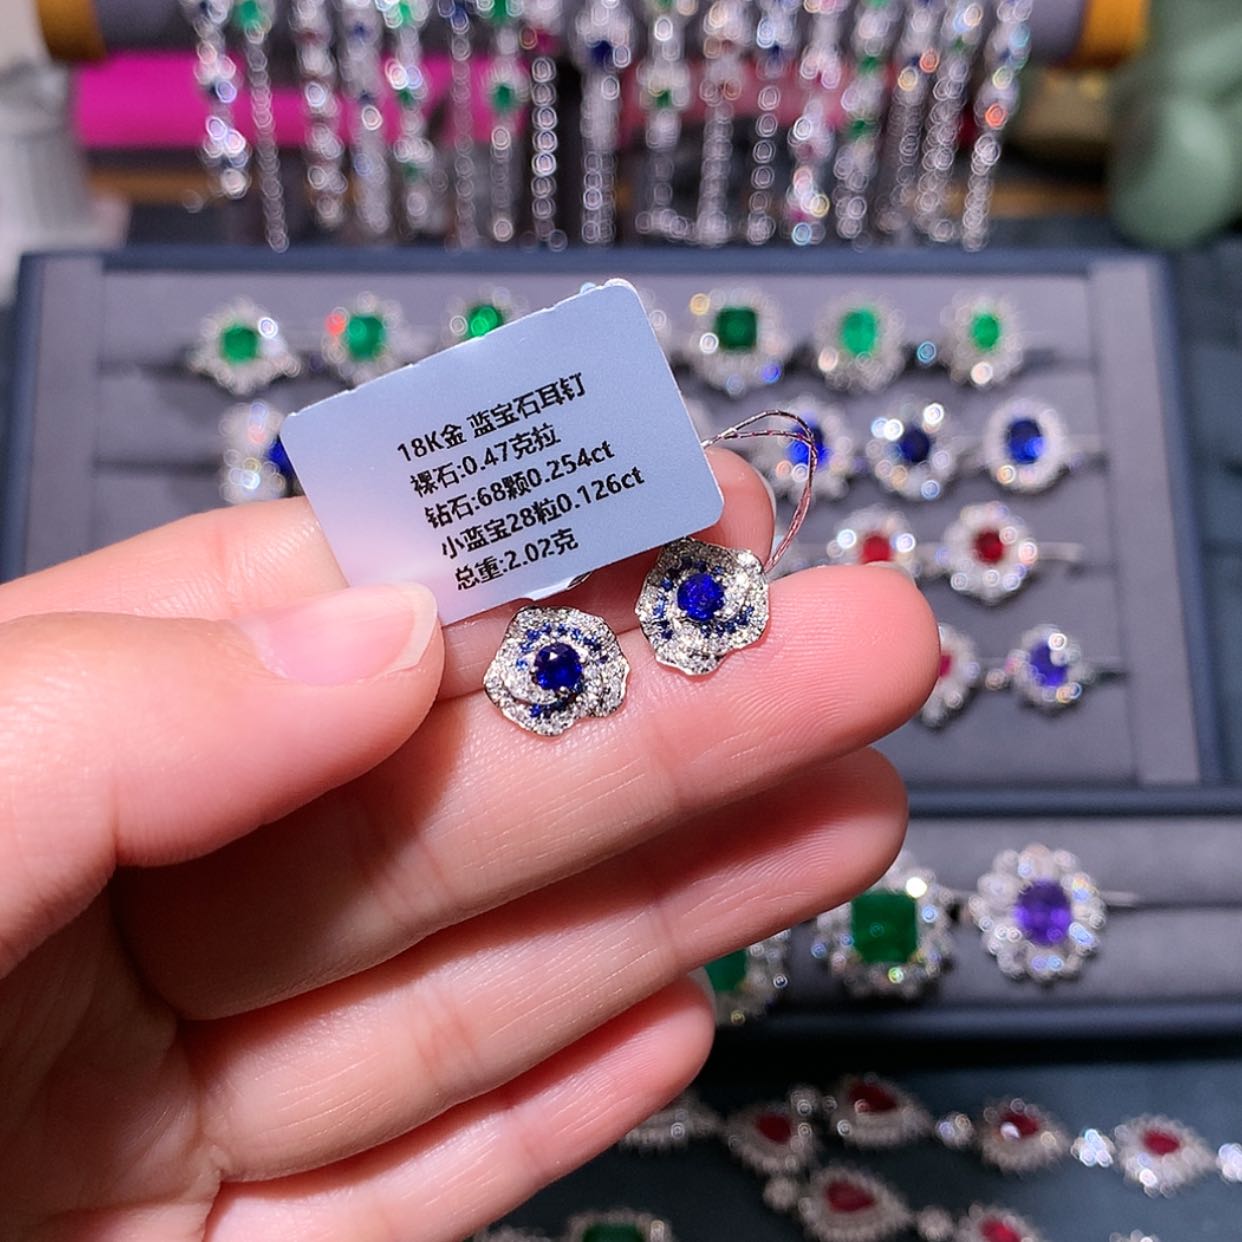 18K金 蓝宝石耳钉
裸石:0.47克拉
钻石:68颗0.254ct
小蓝宝28粒0.126ct
总重:2.02克